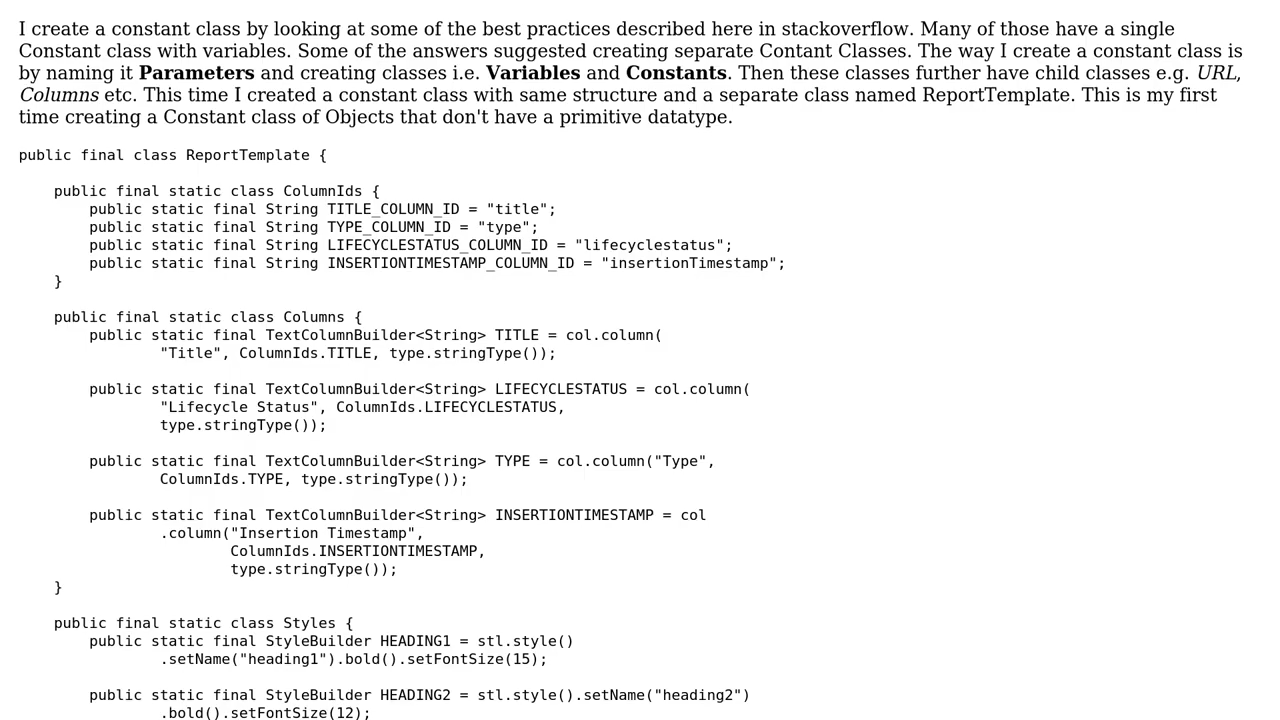 I create a constant class by looking at some of the best practices described here in stackoverflow. Many of those have a single
Constant class with variables. Some of the answers suggested creating separate Contant Classes. The way I create a constant class is
by naming it Parameters and creating classes i.e. Variables and Constants. Then these classes further have child classes e.g. URL,
Columns etc. This time I created a constant class with same structure and a separate class named ReportTemplate. This is my first
time creating a Constant class of Objects that don't have a primitive datatype.
public final class ReportTemplate {
    public final static class ColumnIds {
        public static final String TITLE_COLUMN_ID = "title";
        public static final String TYPE_COLUMN_ID = "type";
        public static final String LIFECYCLESTATUS_COLUMN_ID = "lifecyclestatus";
        public static final String INSERTIONTIMESTAMP_COLUMN_ID = "insertionTimestamp";
    }
    public final static class Columns {
        public static final TextColumnBuilder<String> TITLE = col.column(
                "Title", ColumnIds.TITLE, type.stringType());
        public static final TextColumnBuilder<String> LIFECYCLESTATUS = col.column(
                "Lifecycle Status", ColumnIds.LIFECYCLESTATUS,
                type.stringType());
        public static final TextColumnBuilder<String> TYPE = col.column("Type",
                ColumnIds.TYPE, type.stringType());
        public static final TextColumnBuilder<String> INSERTIONTIMESTAMP = col
                .column("Insertion Timestamp",
                        ColumnIds.INSERTIONTIMESTAMP,
                        type.stringType());
    }
    public final static class Styles {
        public static final StyleBuilder HEADING1 = stl.style()
                .setName("heading1").bold().setFontSize(15);
        public static final StyleBuilder HEADING2 = stl.style().setName("heading2")
                .bold().setFontSize(12);